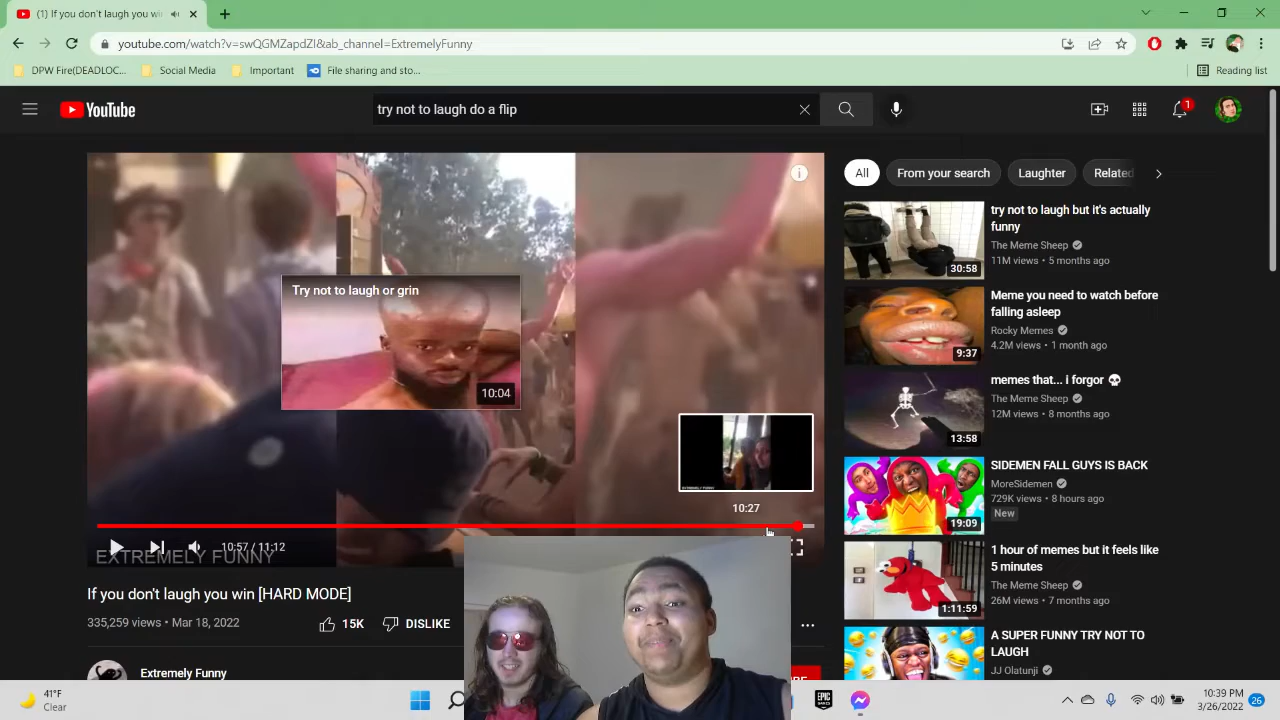 (1) If you don't laugh you wi
youtube.com/watch?v=swQGMZapdZI&ab_channel=ExtremelyFunny
DPW Fire(DEADLOC...
Social Media
Important
File sharing and sto...
Reading list
YouTube
try not to laugh do a flip
1
Try not to laugh or grin
10:04
10:27
10:57 / 11:12
EXTREMELY FUNNY
If you don't laugh you win [HARD MODE]
335,259 views • Mar 18, 2022
15K
DISLIKE
Extremely Funny
All
From your search
Laughter
Related
try not to laugh but it's actually
funny
The Meme Sheep
11M views • 5 months ago
30:58
Meme you need to watch before
falling asleep
Rocky Memes
4.2M views • 1 month ago
9:37
memes that... i forgor 💀
The Meme Sheep
12M views • 8 months ago
13:58
SIDEMEN FALL GUYS IS BACK
MoreSidemen
729K views • 8 hours ago
New
19:09
1 hour of memes but it feels like
5 minutes
The Meme Sheep
26M views • 7 months ago
1:11:59
A SUPER FUNNY TRY NOT TO
LAUGH
JJ Olatunji
41°F
Clear
EPIC
GAMES
10:39 PM
3/26/2022
26